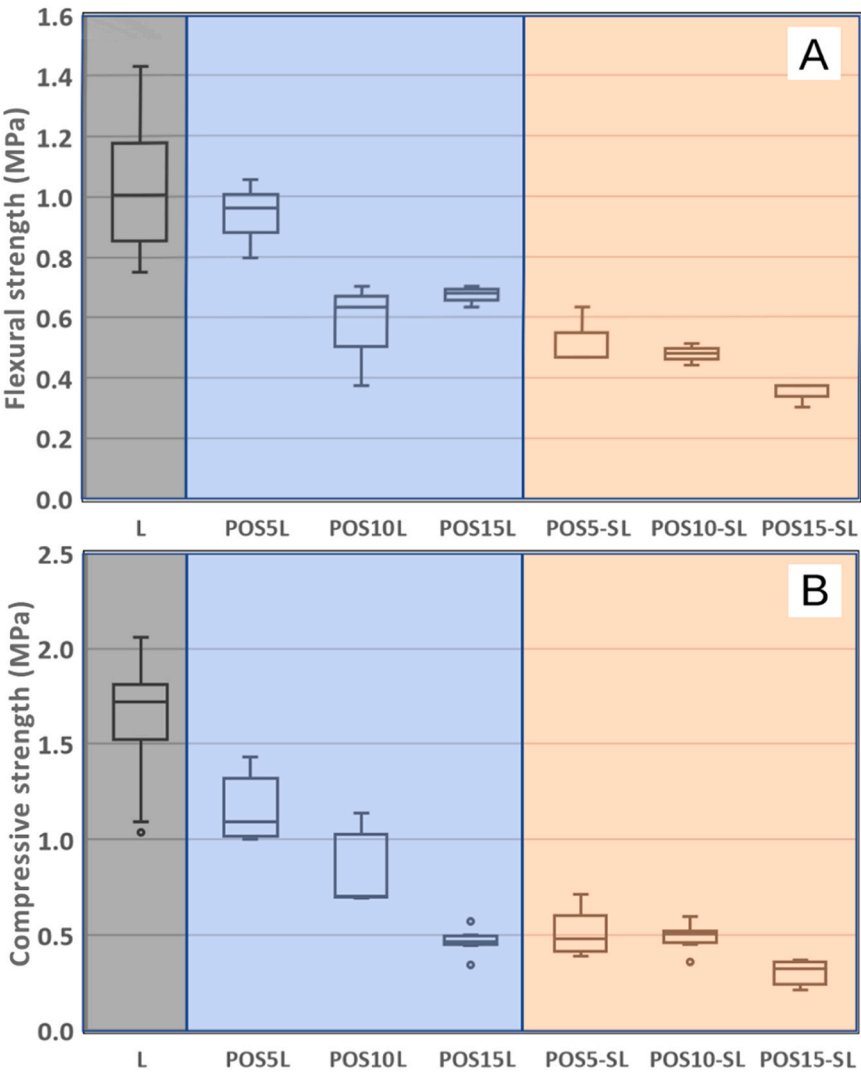 A
Flexural strength (MPa)
1.6
1.4
1.2
1.0
0.8
0.6
0.4
0.2
0.0
L POS5L POS10L POS15L POS5-SL POS10-SL POS15-SL
B
Compressive strength (MPa)
2.5
2.0
1.5
1.0
0.5
0.0
L POS5L POS10L POS15L POS5-SL POS10-SL POS15-SL